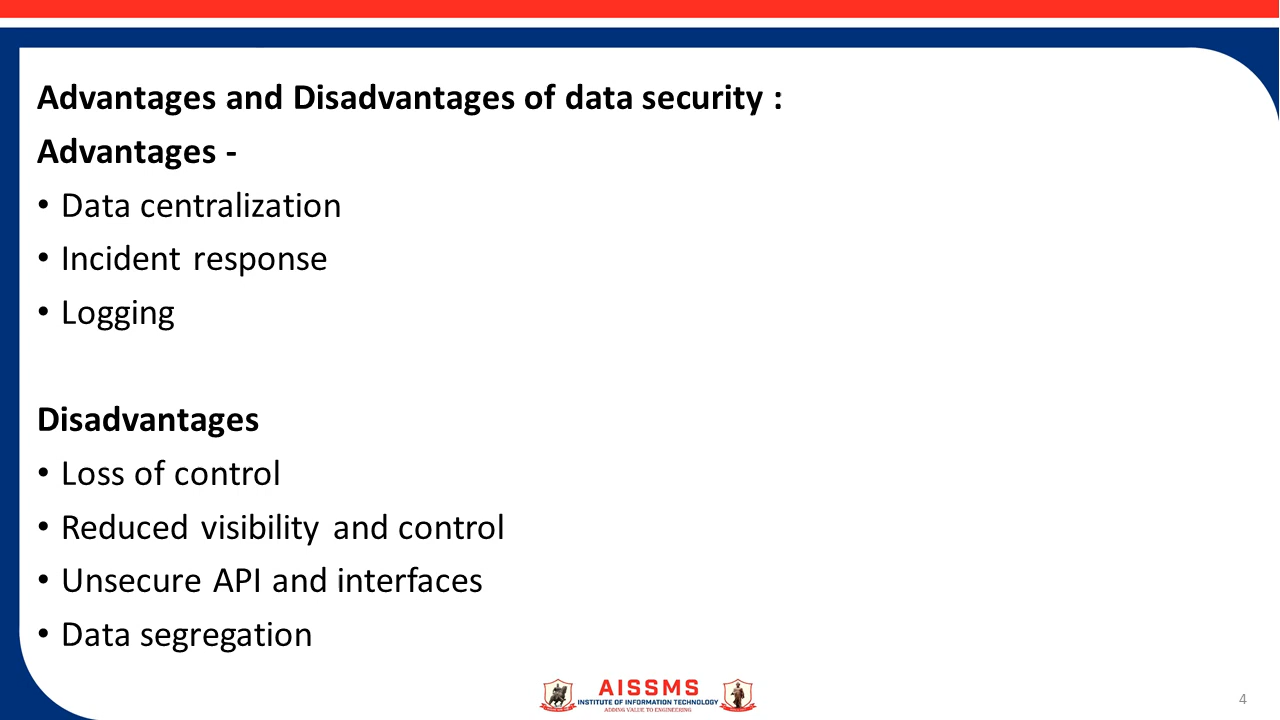 Advantages and Disadvantages of data security :
Advantages -
• Data centralization
• Incident response
• Logging
Disadvantages
• Loss of control
• Reduced visibility and control
• Unsecure API and interfaces
• Data segregation
AISSMS
INSTITUTE OF INFORMATION TECHNOLOGY
ADDING VALUE TO ENGINEERING
4